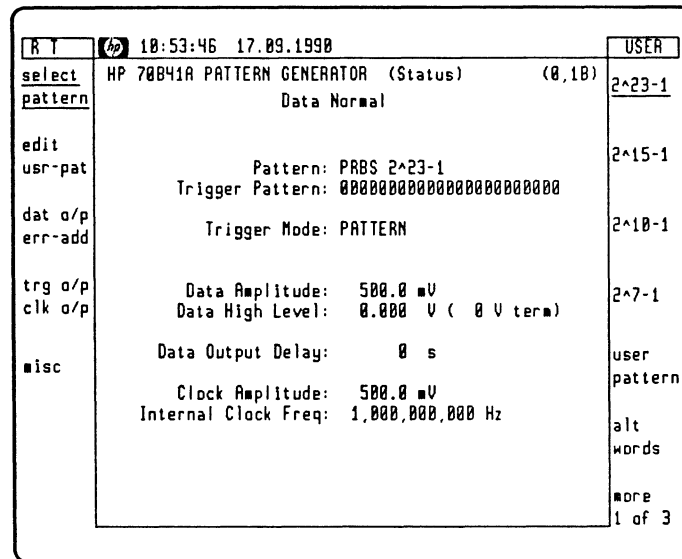 R T hp 10:53:46 17.09.1990 USER
select pattern
edit usr-pat
dat o/p err-add
trg o/p clk o/p
misc
HP 70841A PATTERN GENERATOR (Status) (0,18)
Data Normal
Pattern: PRBS 2^23-1
Trigger Pattern: 00000000000000000000000
Trigger Mode: PATTERN
Data Amplitude: 500.0 mV
Data High Level: 0.000 V ( 0 V term)
Data Output Delay: 0 s
Clock Amplitude: 500.0 mV
Internal Clock Freq: 1,000,000,000 Hz
2^23-1
2^15-1
2^10-1
2^7-1
user pattern
alt words
more 1 of 3